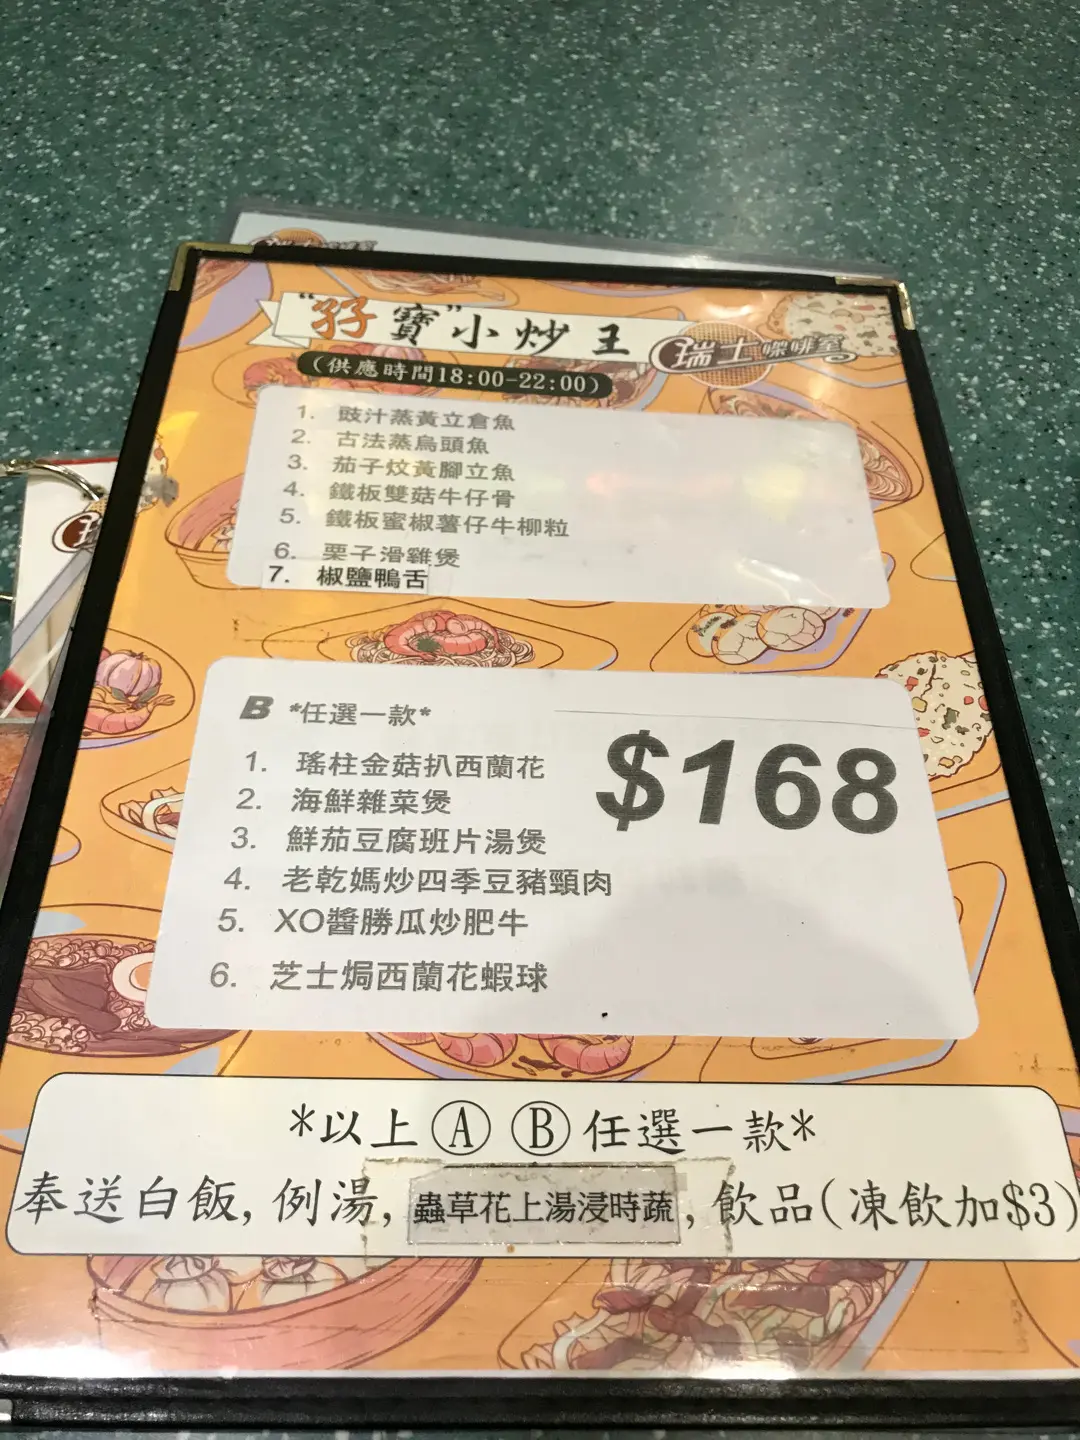 "孖寶"小炒王
瑞士㗎啡室
(供應時間18:00-22:00)
1. 豉汁蒸黃立倉魚
2. 古法蒸烏頭魚
3. 茄子炆黃腳立魚
4. 鐵板雙菇牛仔骨
5. 鐵板蜜椒薯仔牛柳粒
6. 栗子滑雞煲
7. 椒鹽鴨舌
B *任選一款*
$168
1. 瑤柱金菇扒西蘭花
2. 海鮮雜菜煲
3. 鮮茄豆腐班片湯煲
4. 老乾媽炒四季豆豬頸肉
5. XO醬勝瓜炒肥牛
6. 芝士焗西蘭花蝦球
*以上Ⓐ Ⓑ任選一款*
奉送白飯, 例湯, 蟲草花上湯浸時蔬, 飲品(凍飲加$3)